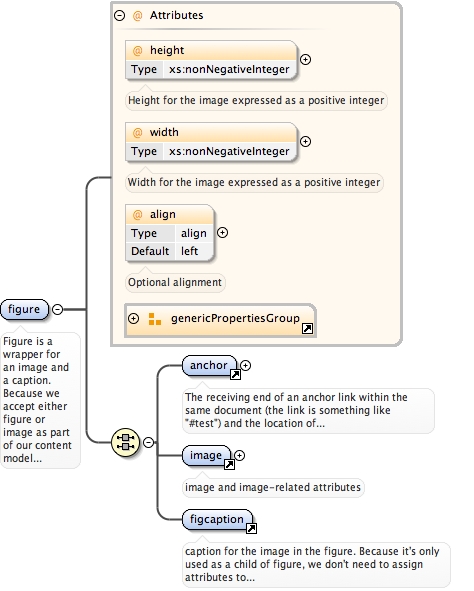 @ Attributes
@ height
Type xs:nonNegativeInteger
Height for the image expressed as a positive integer
@ width
Type xs:nonNegativeInteger
Width for the image expressed as a positive integer
@ align
Type align
Default left
Optional alignment
genericPropertiesGroup
figure
Figure is a
wrapper for
an image and
a caption.
Because we
accept either
figure or
image as part
of our content
model...
anchor
The receiving end of an anchor link within the
same document (the link is something like
"#test") and the location of...
image
image and image-related attributes
figcaption
caption for the image in the figure. Because it's only
used as a child of figure, we don't need to assign
attributes to...